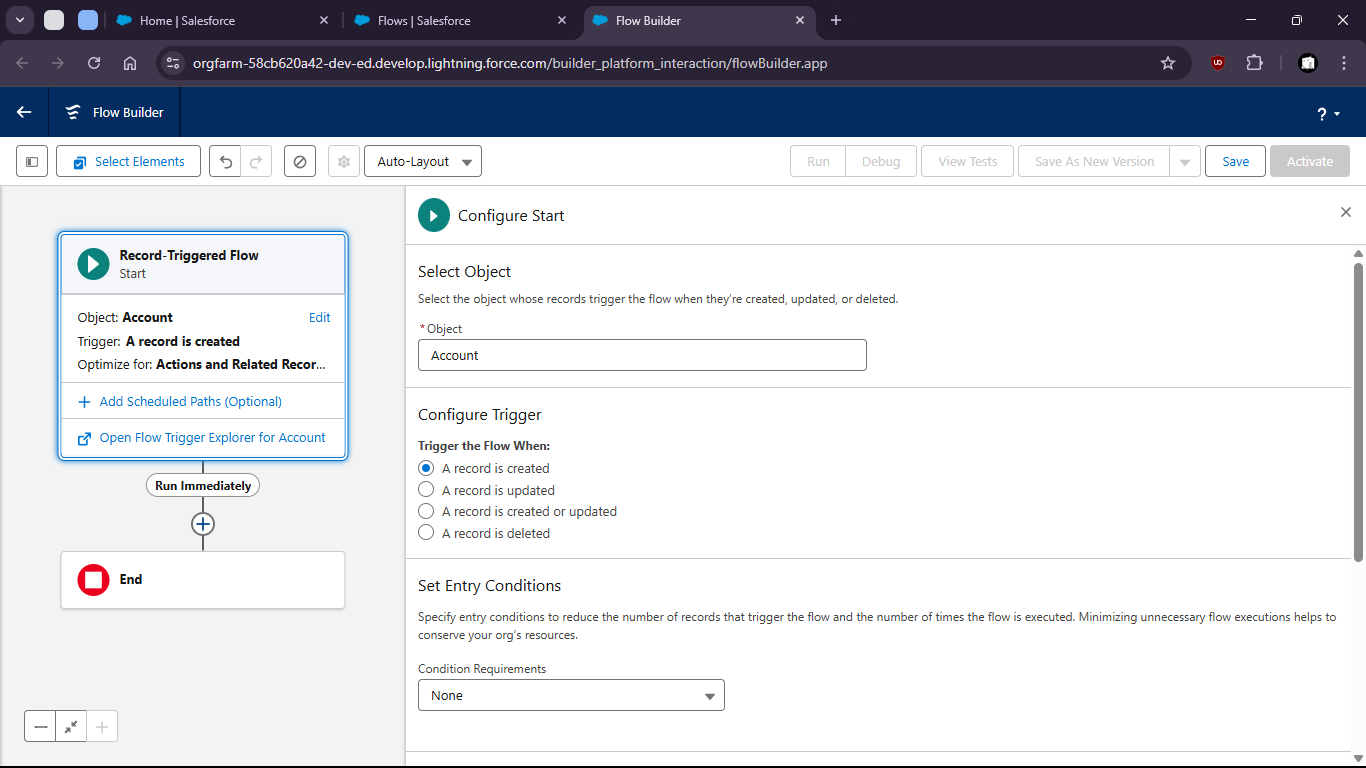 Home | Salesforce
Flows | Salesforce
Flow Builder
orgfarm-58cb620a42-dev-ed.develop.lightning.force.com/builder_platform_interaction/flowBuilder.app
UD
Flow Builder
?
Select Elements
Auto-Layout
Run
Debug
View Tests
Save As New Version
Save
Activate
Record-Triggered Flow
Start
Object: Account
Edit
Trigger: A record is created
Optimize for: Actions and Related Recor...
Add Scheduled Paths (Optional)
Open Flow Trigger Explorer for Account
Run Immediately
End
Configure Start
Select Object
Select the object whose records trigger the flow when they're created, updated, or deleted.
*Object
Account
Configure Trigger
Trigger the Flow When:
A record is created
A record is updated
A record is created or updated
A record is deleted
Set Entry Conditions
Specify entry conditions to reduce the number of records that trigger the flow and the number of times the flow is executed. Minimizing unnecessary flow executions helps to
conserve your org's resources.
Condition Requirements
None